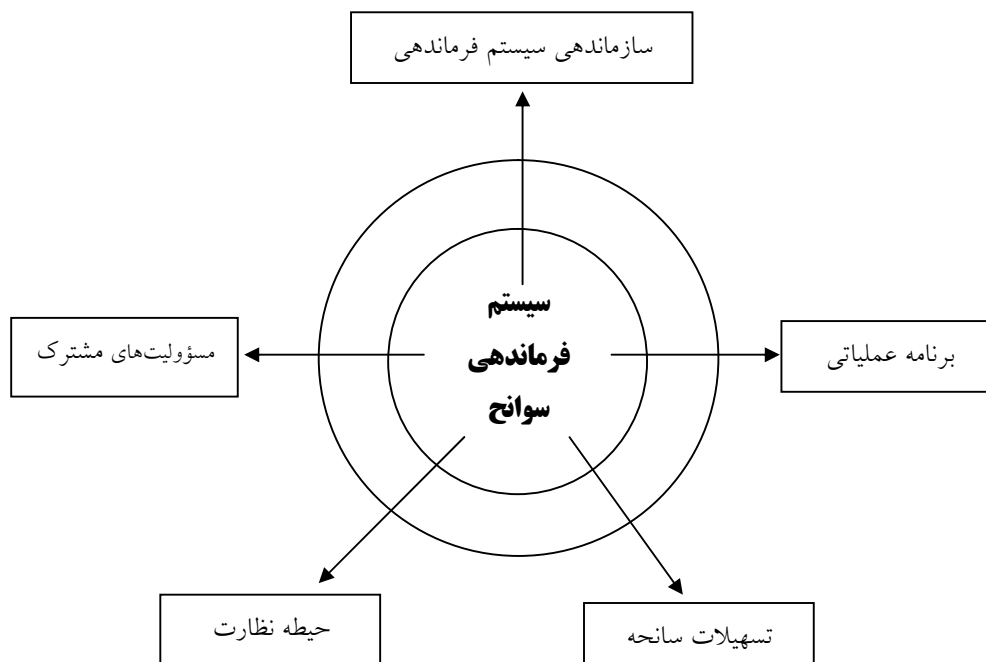 سازماندهی سیستم فرماندهی
سیستم
فرماندهی
سوانح
برنامه عملیاتی
مسؤولیت‌های مشترک
تسهیلات سانحه
حیطه نظارت